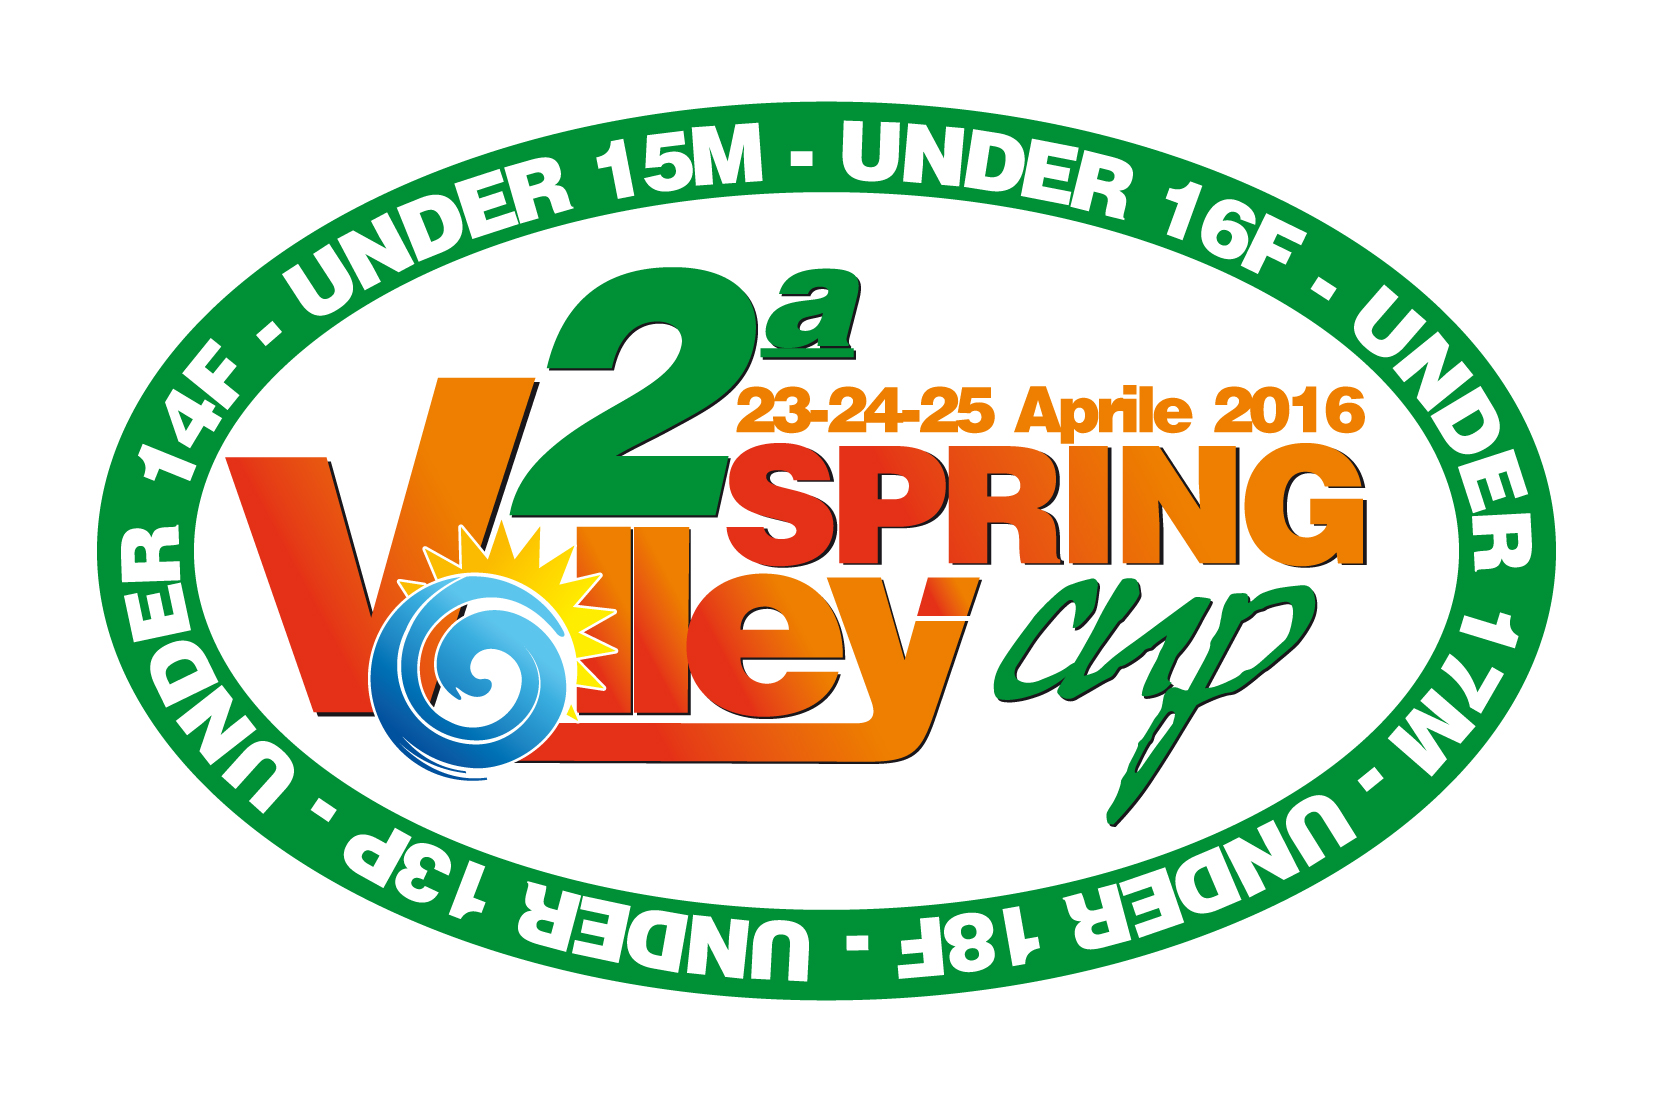 UNDER 13P - UNDER 14F - UNDER 15M - UNDER 16F - UNDER 17M - UNDER 18F -
2a
23-24-25 Aprile 2016
SPRING
Volley
cup